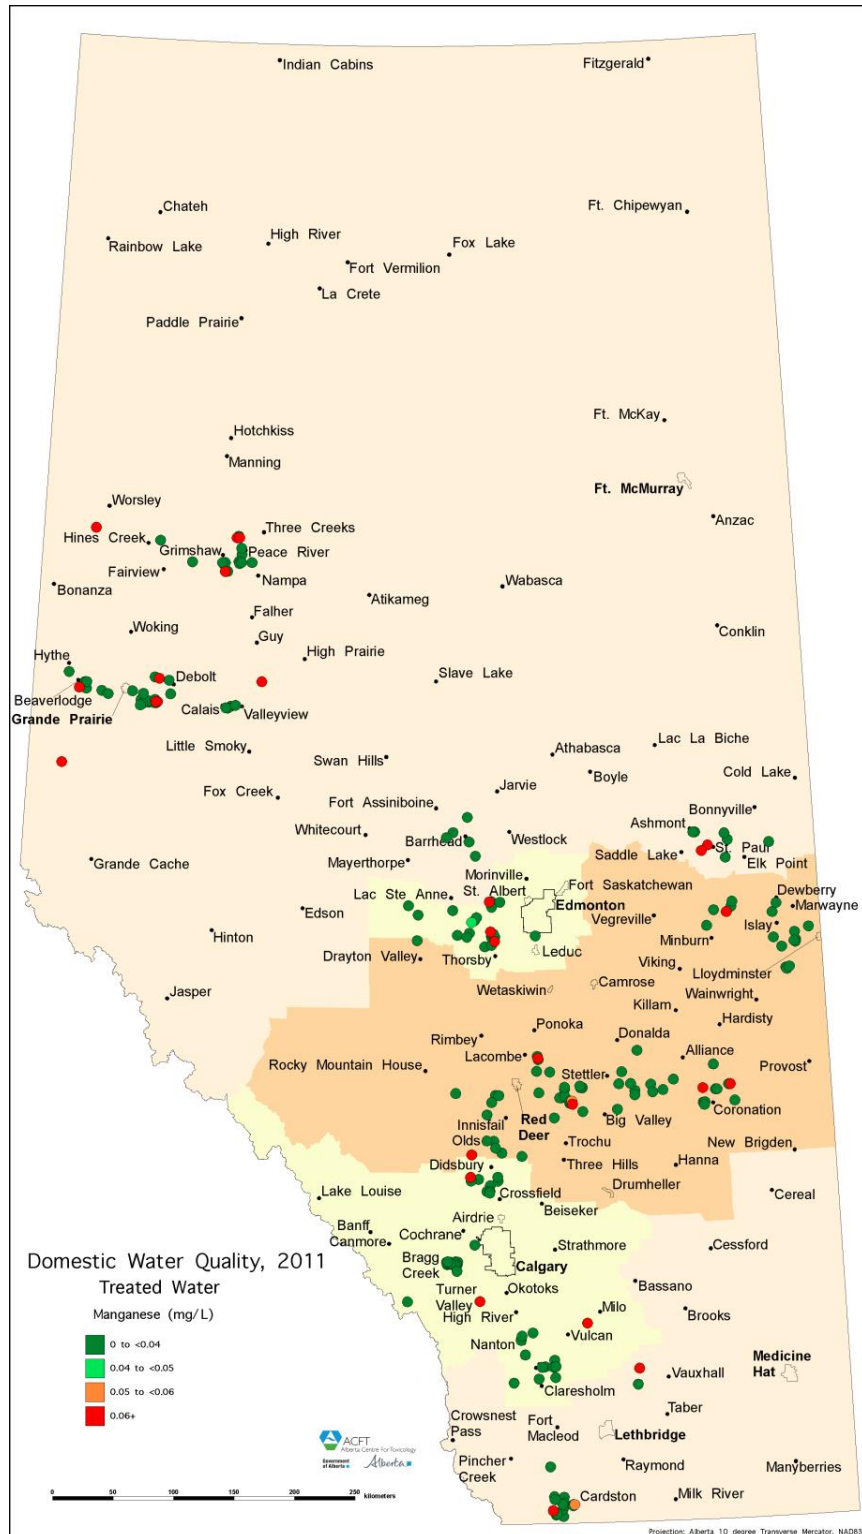 Indian Cabins
Fitzgerald
Chateh
Ft. Chipewyan
Rainbow Lake
High River
Fox Lake
Fort Vermilion
La Crete
Paddle Prairie
Ft. McKay
Hotchkiss
Manning
Ft. McMurray
Worsley
Anzac
Hines Creek
Three Creeks
Grimshaw
Peace River
Fairview
Nampa
Bonanza
Wabasca
Atikameg
Falher
Woking
Conklin
Guy
High Prairie
Hythe
Debolt
Slave Lake
Beaverlodge
Grande Prairie
Calais
Valleyview
Little Smoky
Swan Hills
Athabasca
Lac La Biche
Boyle
Cold Lake
Fox Creek
Jarvie
Fort Assiniboine
Bonnyville
Ashmont
Whitecourt
Barrhead
Westlock
St. Paul
Saddle Lake
Elk Point
Grande Cache
Mayerthorpe
Morinville
Lac Ste Anne
St. Albert
Fort Saskatchewan
Dewberry
Edmonton
Marwayne
Edson
Vegreville
Islay
Hinton
Minburn
Leduc
Drayton Valley
Thorsby
Viking
Lloydminster
Jasper
Wetaskiwin
Camrose
Wainwright
Killam
Hardisty
Ponoka
Rimbey
Donalda
Lacombe
Alliance
Rocky Mountain House
Stettler
Provost
Coronation
Red
Deer
Innisfail
Big Valley
Olds
Trochu
New Brigden
Didsbury
Three Hills
Hanna
Drumheller
Lake Louise
Crossfield
Cereal
Beiseker
Airdrie
Banff
Canmore
Cochrane
Strathmore
Cessford
Bragg
Creek
Calgary
Turner
Valley
Okotoks
Bassano
High River
Milo
Brooks
Nanton
Vulcan
Medicine
Hat
Vauxhall
Claresholm
Taber
Crowsnest
Pass
Fort
Macleod
Lethbridge
Pincher
Creek
Raymond
Manyberries
Cardston
Milk River
Domestic Water Quality, 2011
Treated Water
Manganese (mg/L)
0 to <0.04
0.04 to <0.05
0.05 to <0.06
0.06+
ACFT
Alberta Centre For Toxicology
Government
of Alberta
Alberta
0 50 100 150 200 250
kilometers
Projection: Alberta 10 degree Transverse Mercator, NAD83